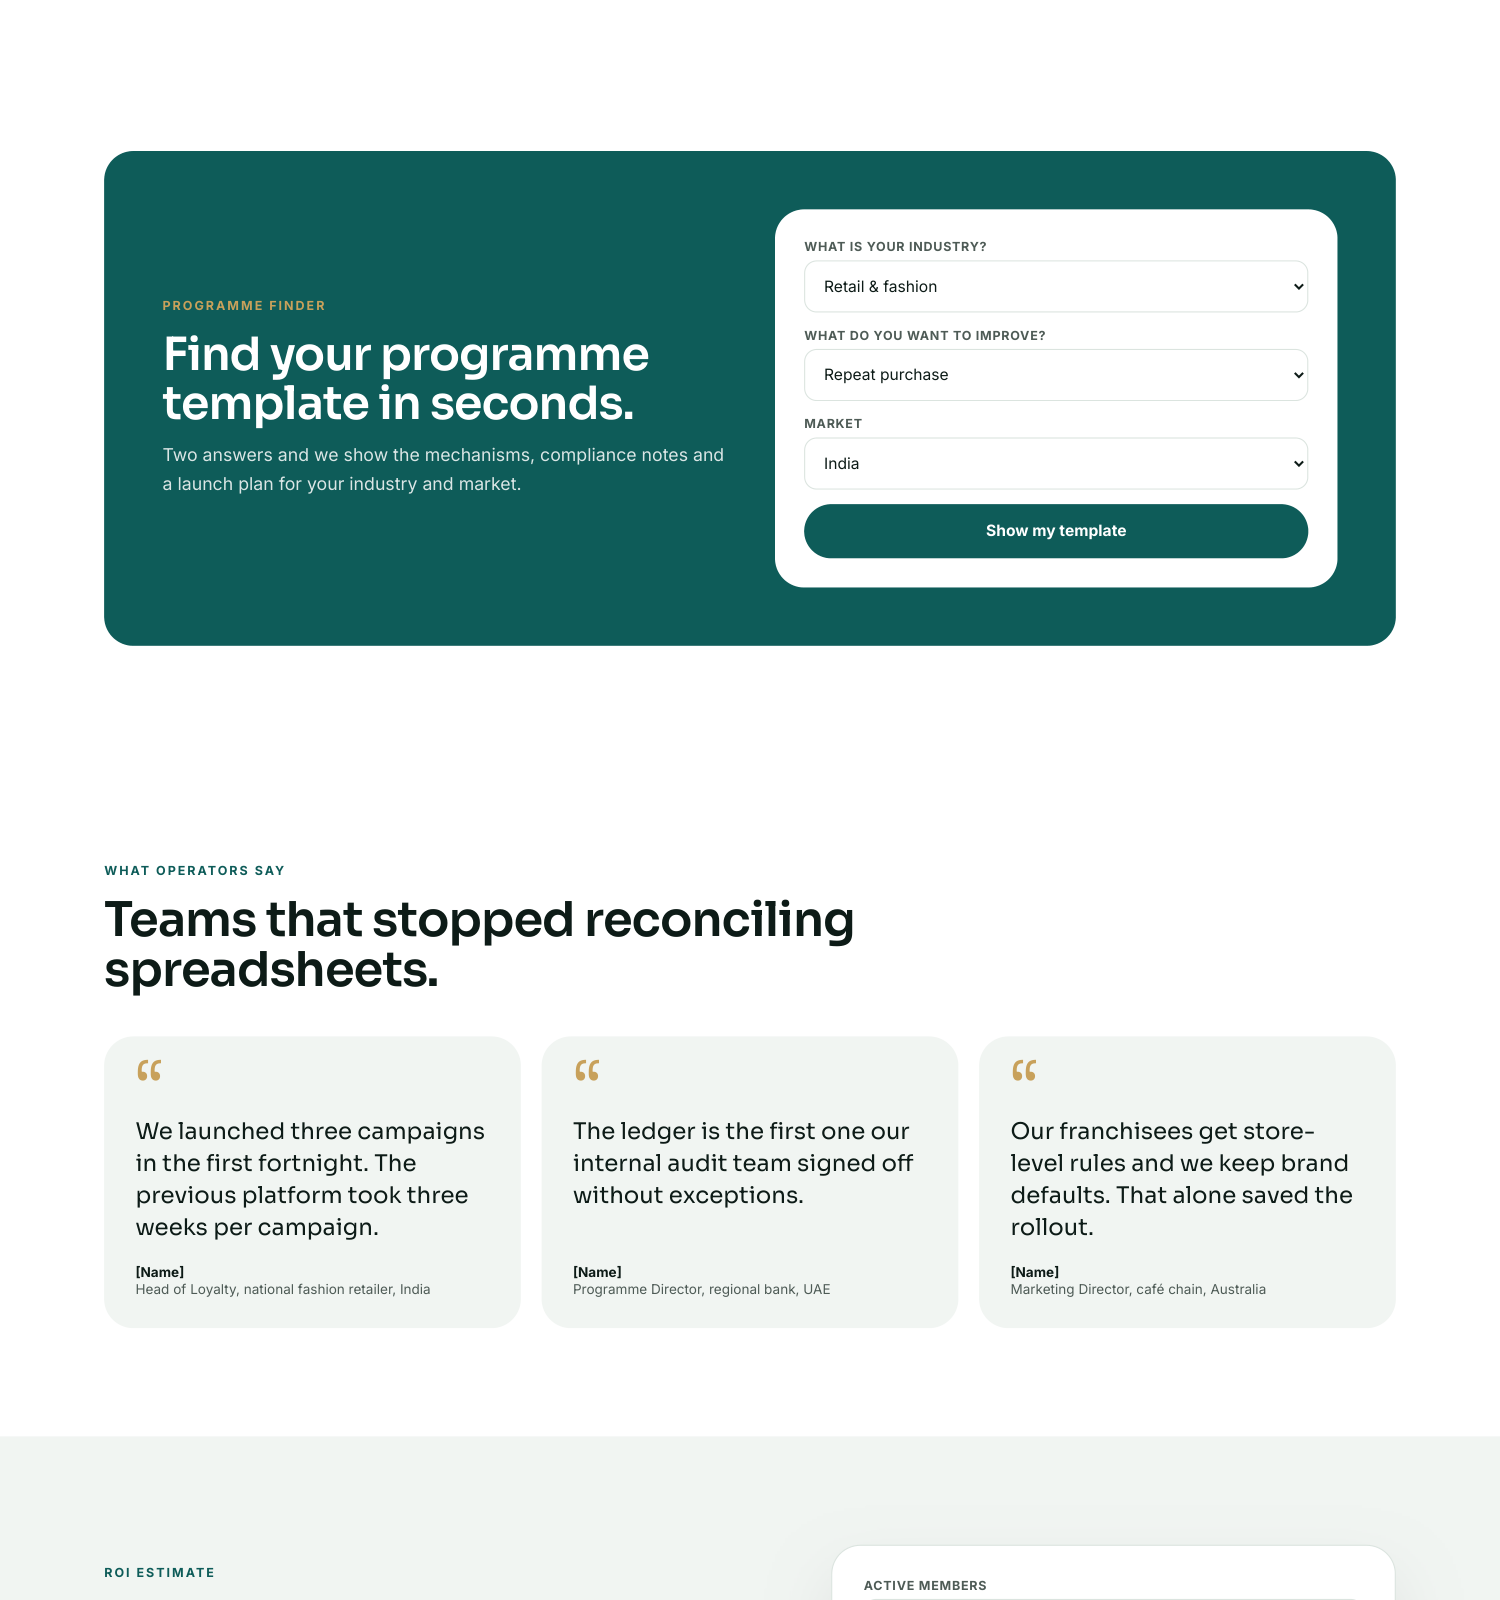 PROGRAMME FINDER
Find your programme
template in seconds.
Two answers and we show the mechanisms, compliance notes and
a launch plan for your industry and market.
WHAT IS YOUR INDUSTRY?
Retail & fashion
WHAT DO YOU WANT TO IMPROVE?
Repeat purchase
MARKET
India
Show my template
WHAT OPERATORS SAY
Teams that stopped reconciling
spreadsheets.
“
We launched three campaigns
in the first fortnight. The
previous platform took three
weeks per campaign.
[Name]
Head of Loyalty, national fashion retailer, India
“
The ledger is the first one our
internal audit team signed off
without exceptions.
[Name]
Programme Director, regional bank, UAE
“
Our franchisees get store-
level rules and we keep brand
defaults. That alone saved the
rollout.
[Name]
Marketing Director, café chain, Australia
ROI ESTIMATE
ACTIVE MEMBERS